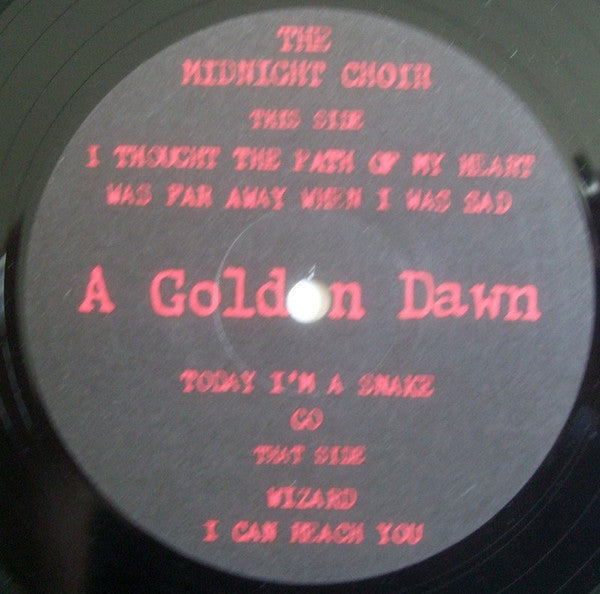 THE
MIDNIGHT CHOIR
THIS SIDE
I THOUGHT THE PATH OF MY HEART
WAS FAR AWAY WHEN I WAS SAD
A Golden Dawn
TODAY I'M A SNAKE
GO
THAT SIDE
WIZARD
I CAN REACH YOU